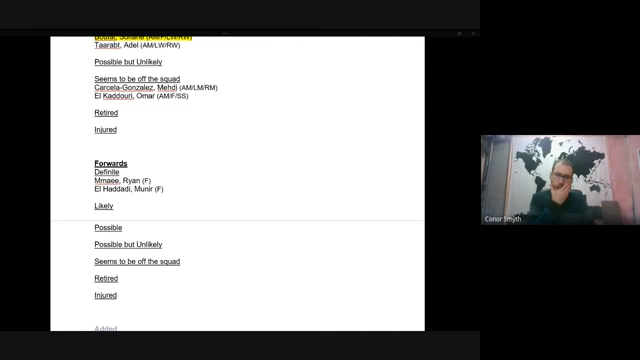 Boufal, Sofiane (AM/F/LW/RW)
Taarabt, Adel (AM/LW/RW)
Possible but Unlikely
Seems to be off the squad
Carcela-Gonzalez, Mehdi (AM/LM/RM)
El Kaddouri, Omar (AM/F/SS)
Retired
Injured
Forwards
Definite
Mmaee, Ryan (F)
El Haddadi, Munir (F)
Likely
Possible
Possible but Unlikely
Seems to be off the squad
Retired
Injured
Added
Conor Smyth